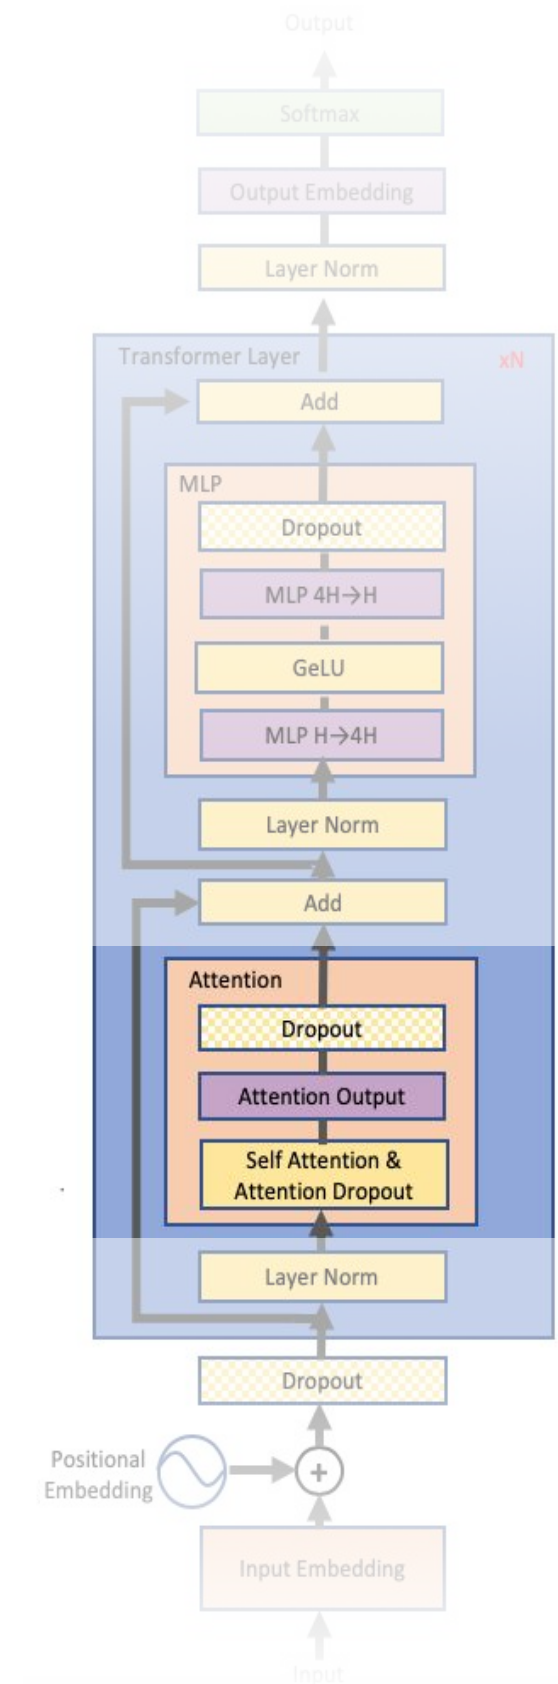 Output
Softmax
Output Embedding
Layer Norm
Transformer Layer
xN
Add
MLP
Dropout
MLP 4H→H
GeLU
MLP H→4H
Layer Norm
Add
Attention
Dropout
Attention Output
Self Attention &
Attention Dropout
Layer Norm
Dropout
Positional
Embedding
+
Input Embedding
Input